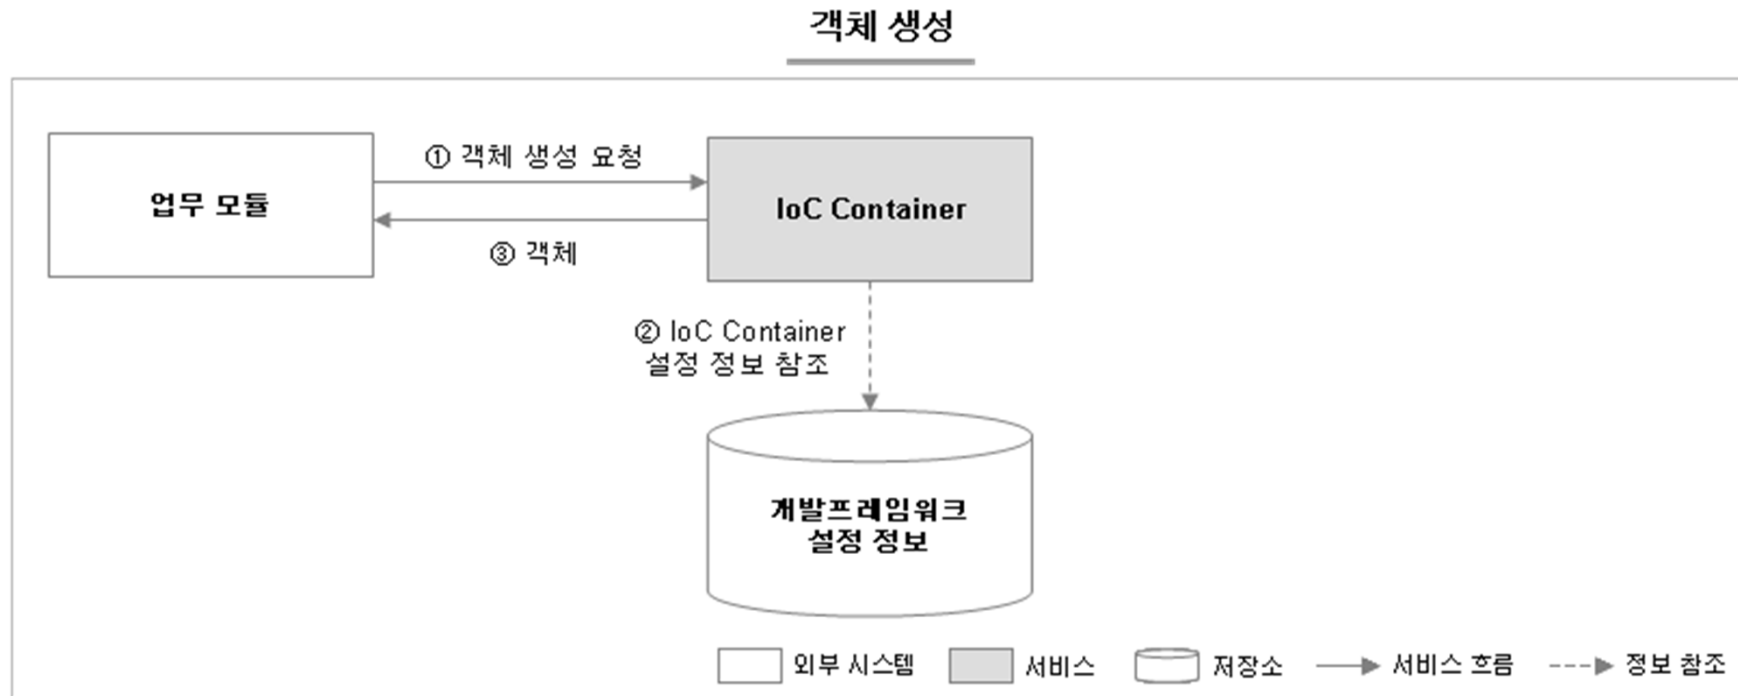 객체 생성
① 객체 생성 요청
업무 모듈
IoC Container
③ 객체
② IoC Container
설정 정보 참조
개발프레임워크
설정 정보
외부 시스템
서비스
저장소
서비스 흐름
정보 참조